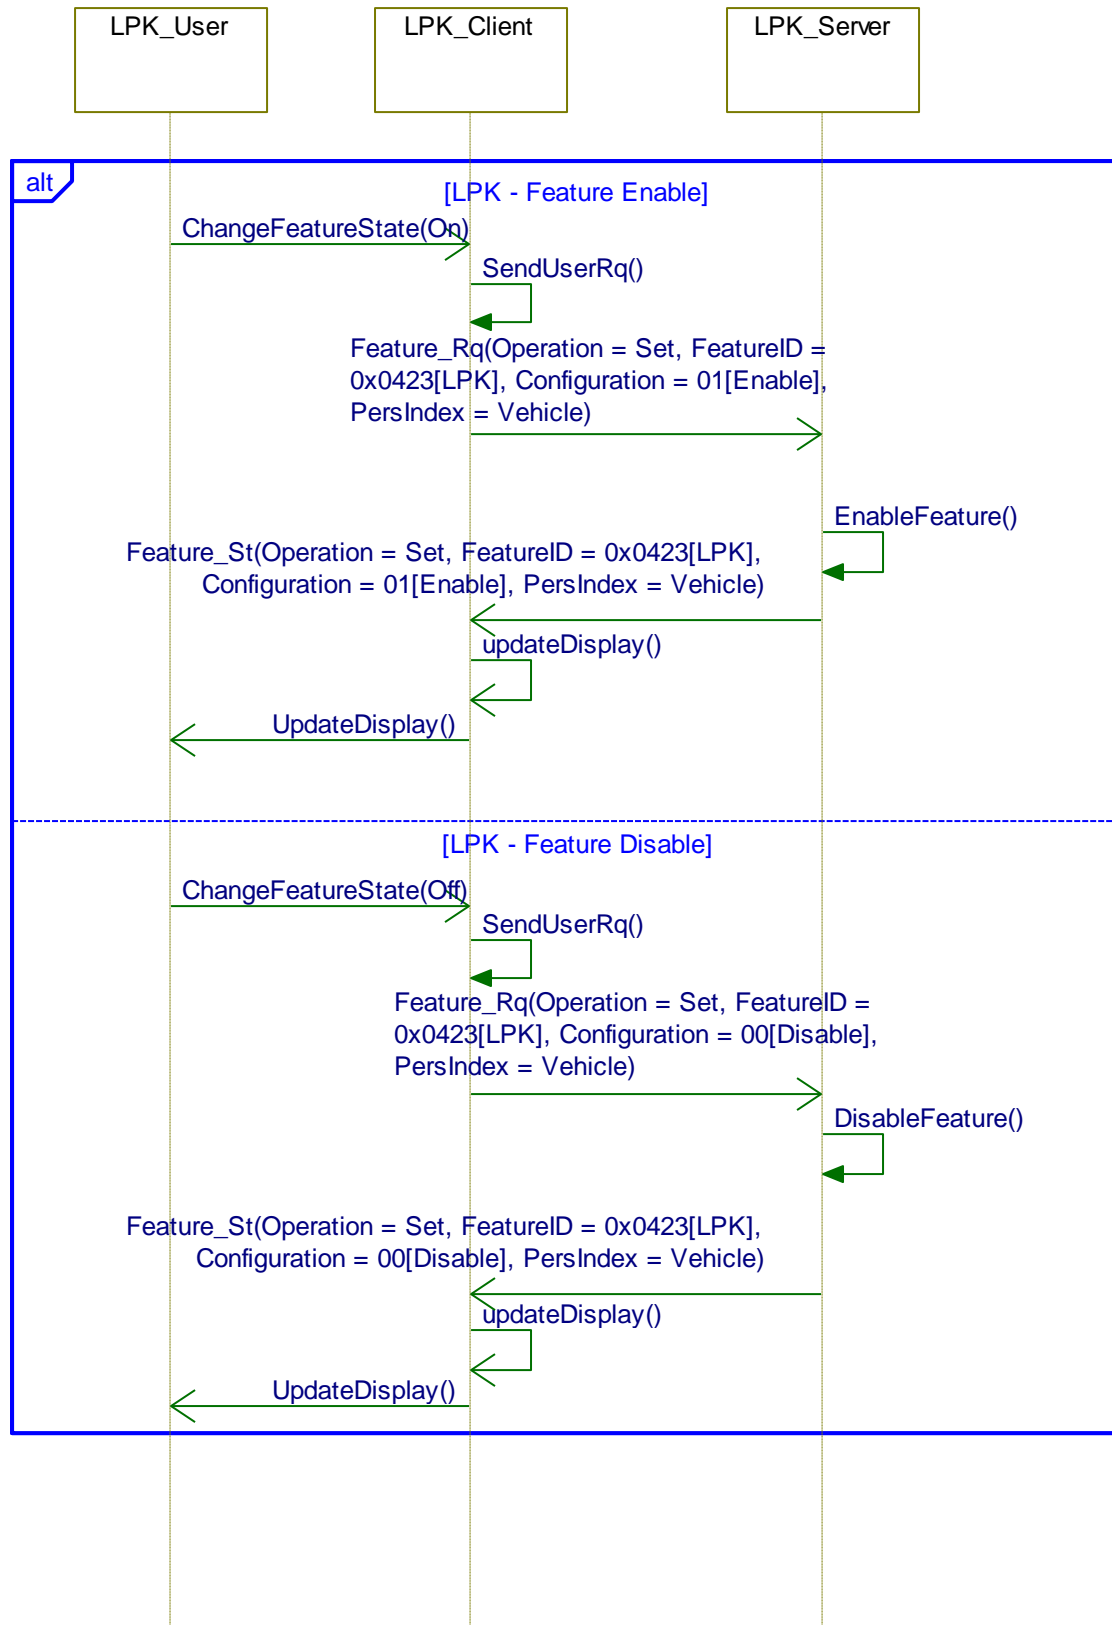 LPK_User
LPK_Client
LPK_Server
alt
[LPK - Feature Enable]
ChangeFeatureState(On)
SendUserRq()
Feature_Rq(Operation = Set, FeatureID =
0x0423[LPK], Configuration = 01[Enable],
PersIndex = Vehicle)
EnableFeature()
Feature_St(Operation = Set, FeatureID = 0x0423[LPK],
Configuration = 01[Enable], PersIndex = Vehicle)
updateDisplay()
UpdateDisplay()
[LPK - Feature Disable]
ChangeFeatureState(Off)
SendUserRq()
Feature_Rq(Operation = Set, FeatureID =
0x0423[LPK], Configuration = 00[Disable],
PersIndex = Vehicle)
DisableFeature()
Feature_St(Operation = Set, FeatureID = 0x0423[LPK],
Configuration = 00[Disable], PersIndex = Vehicle)
updateDisplay()
UpdateDisplay()